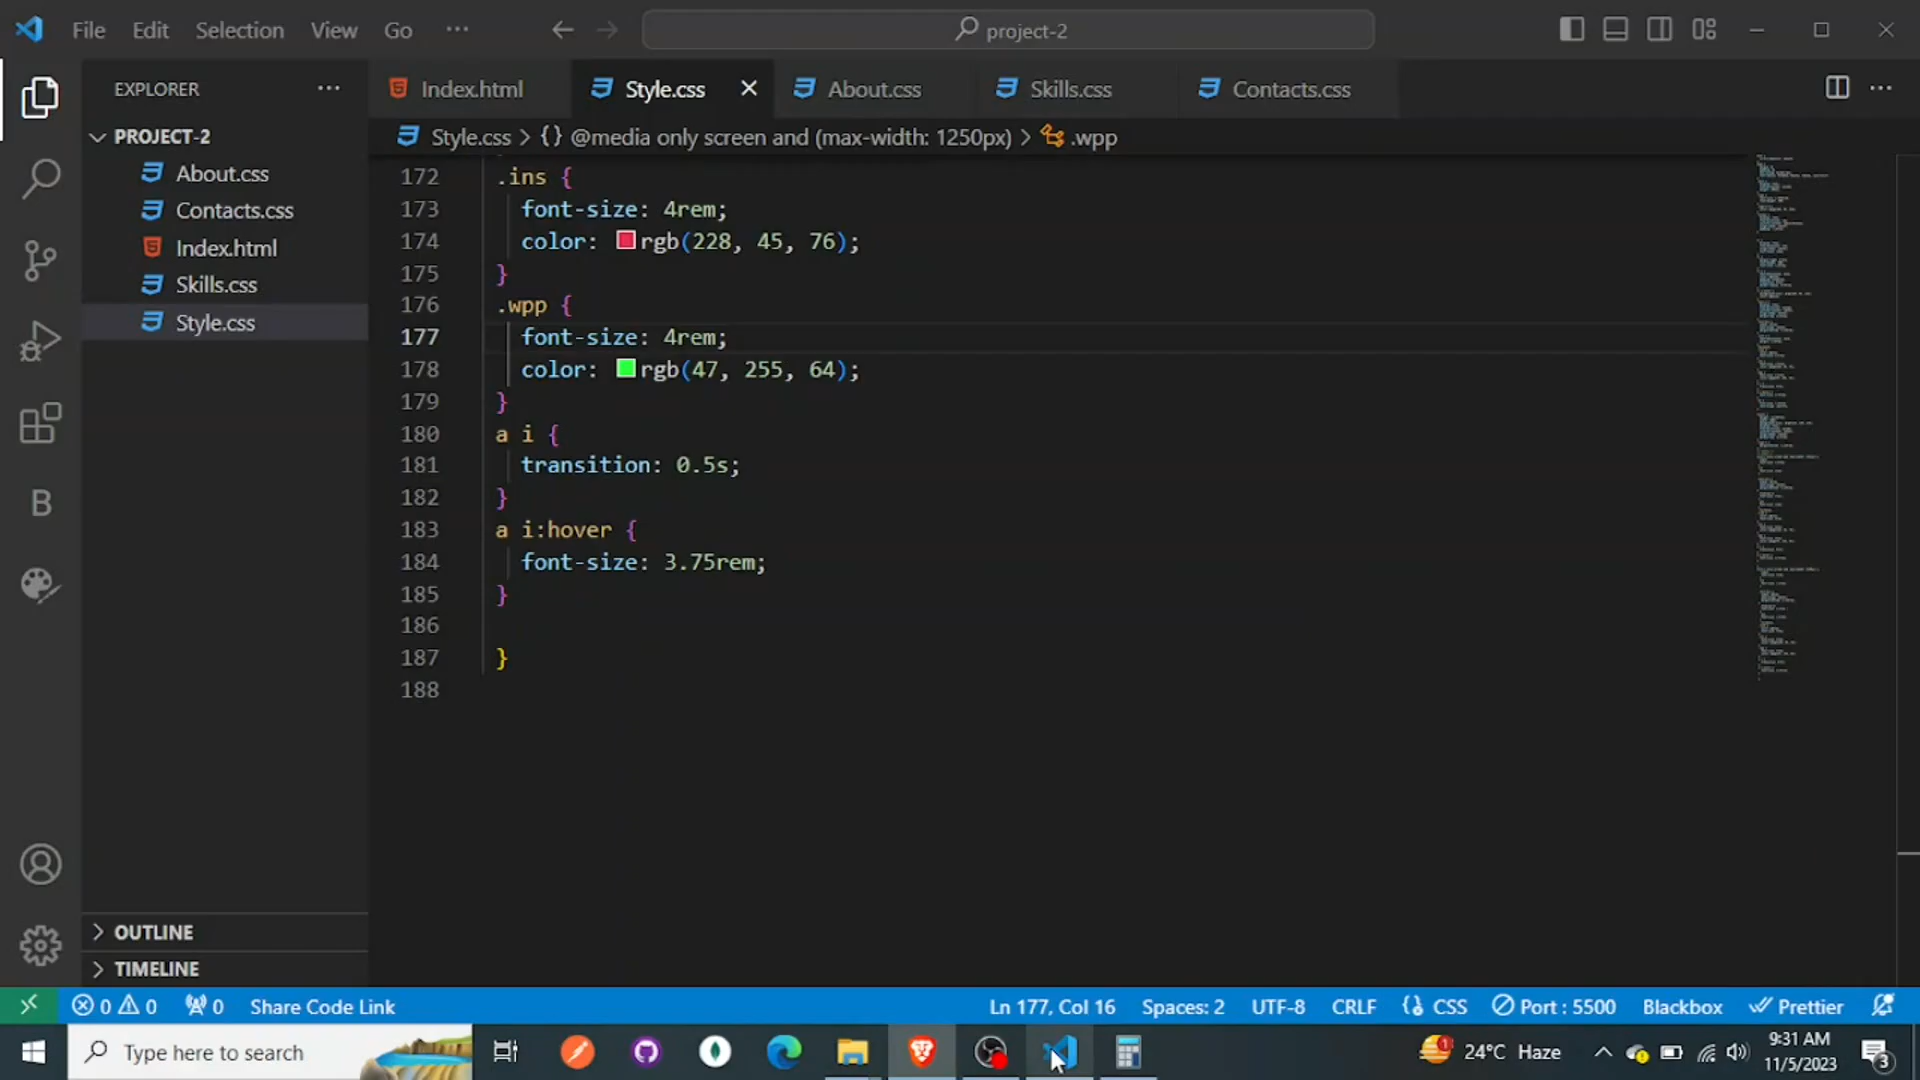 File Edit Selection View Go ··· project-2
EXPLORER ···
PROJECT-2
About.css
Contacts.css
Index.html
Skills.css
Style.css
OUTLINE
TIMELINE
Index.html Style.css About.css Skills.css Contacts.css ···
Style.css > {} @media only screen and (max-width: 1250px) > .wpp
172 .ins {
173 font-size: 4rem;
174 color: rgb(228, 45, 76);
175 }
176 .wpp {
177 font-size: 4rem;
178 color: rgb(47, 255, 64);
179 }
180 a i {
181 transition: 0.5s;
182 }
183 a i:hover {
184 font-size: 3.75rem;
185 }
186
187 }
188
0 0 0 Share Code Link Ln 177, Col 16 Spaces: 2 UTF-8 CRLF {} CSS Port : 5500 Blackbox Prettier
Type here to search 1 24°C Haze 9:31 AM
11/5/2023 3